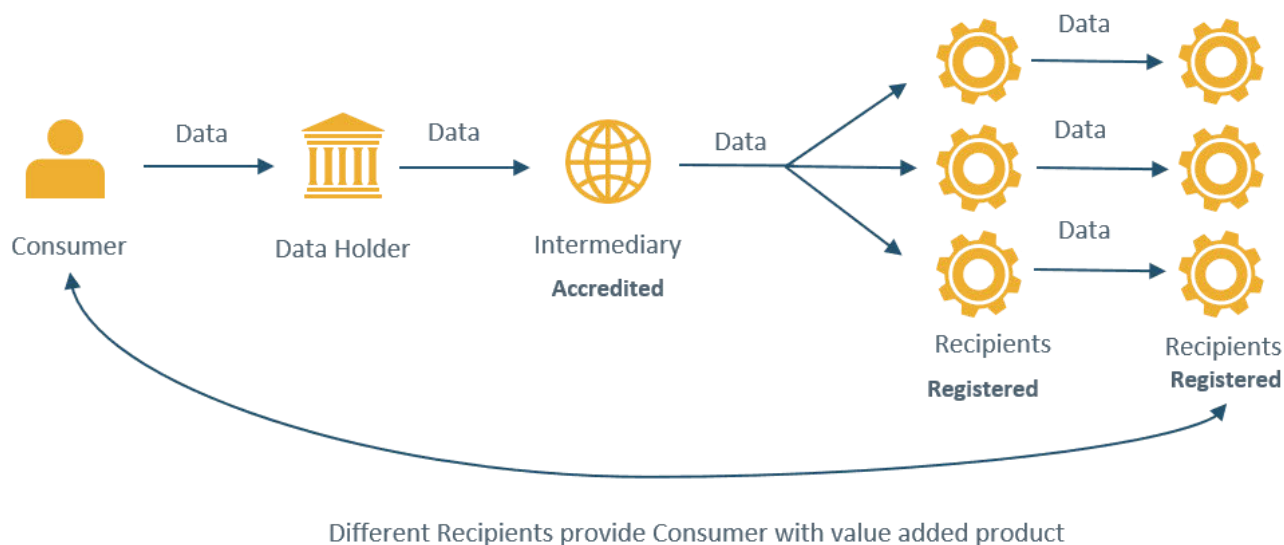 Data
Data
Data
Data
Data
Data
Consumer
Data Holder
Intermediary
Accredited
Recipients
Registered
Recipients
Registered
Different Recipients provide Consumer with value added product